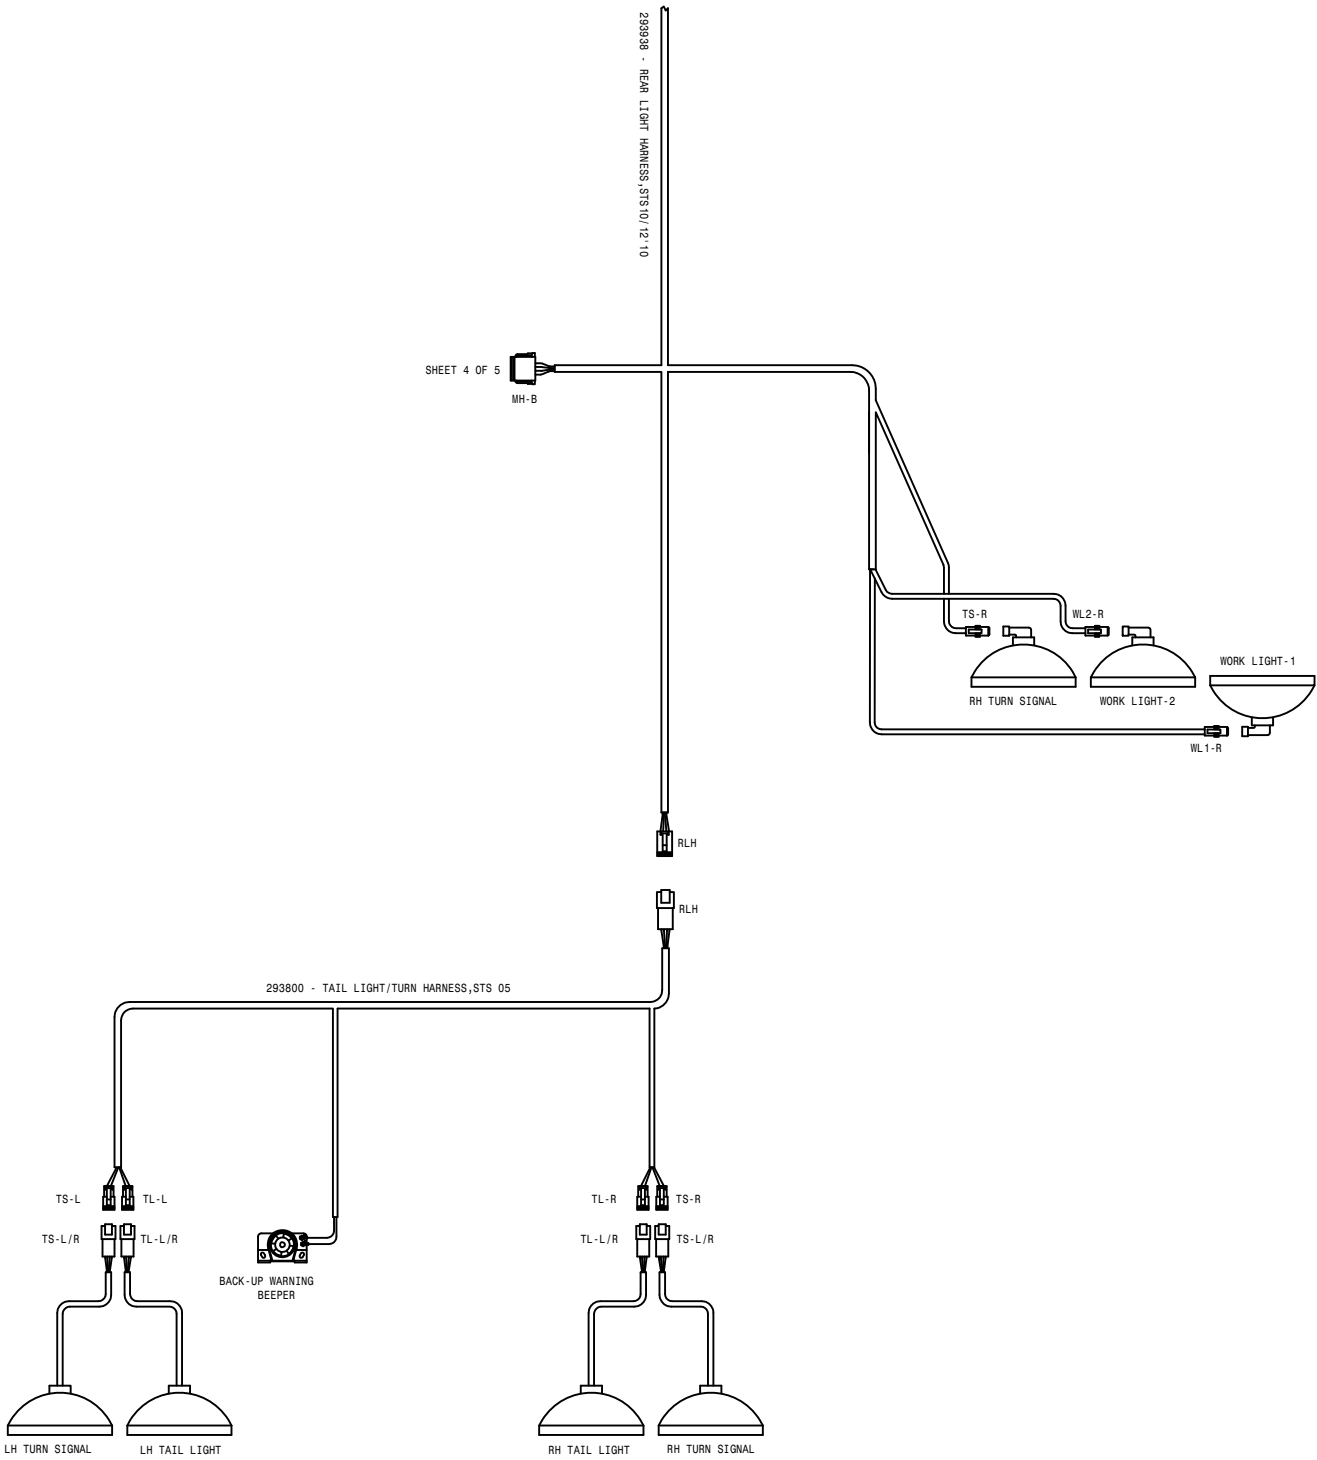 293938 - REAR LIGHT HARNESS,STS10/12'10
SHEET 4 OF 5
MH-B
TS-R
WL2-R
WORK LIGHT-1
RH TURN SIGNAL
WORK LIGHT-2
WL1-R
RLH
RLH
293800 - TAIL LIGHT/TURN HARNESS,STS 05
TS-L
TL-L
TL-R
TS-R
TS-L/R
TL-L/R
TL-L/R
TS-L/R
BACK-UP WARNING
BEEPER
LH TURN SIGNAL
LH TAIL LIGHT
RH TAIL LIGHT
RH TURN SIGNAL